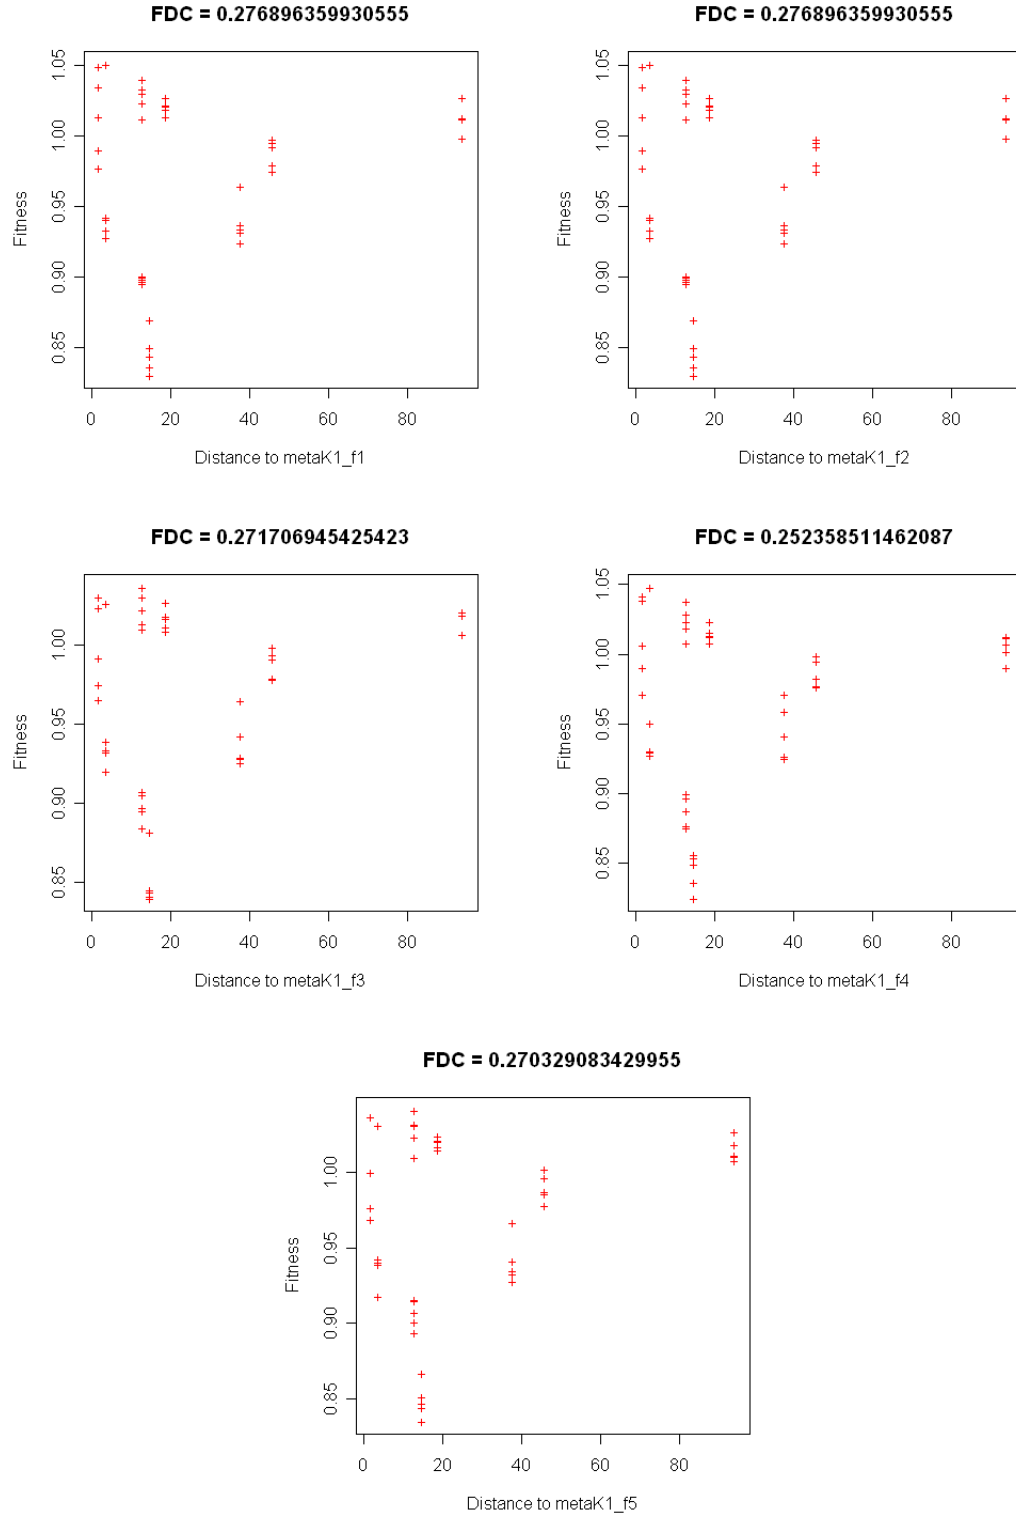 FDC = 0.276896359930555
FDC = 0.276896359930555
1.05
1.00
0.95
0.90
0.85
Fitness
0 20 40 60 80
Distance to metaK1_f1
1.05
1.00
0.95
0.90
0.85
Fitness
0 20 40 60 80
Distance to metaK1_f2
FDC = 0.271706945425423
FDC = 0.252358511462087
1.00
0.95
0.90
0.85
Fitness
0 20 40 60 80
Distance to metaK1_f3
1.05
1.00
0.95
0.90
0.85
Fitness
0 20 40 60 80
Distance to metaK1_f4
FDC = 0.270329083429955
1.00
0.95
0.90
0.85
Fitness
0 20 40 60 80
Distance to metaK1_f5